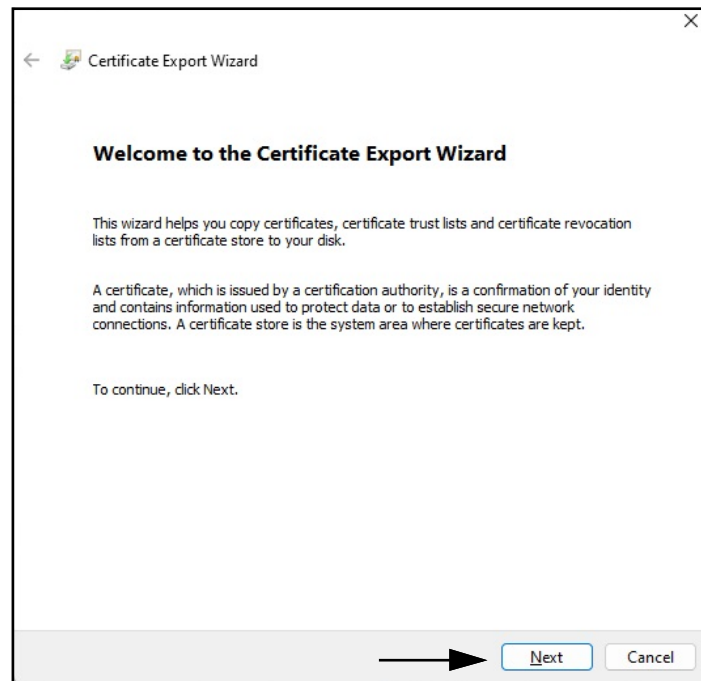 Certificate Export Wizard
Welcome to the Certificate Export Wizard
This wizard helps you copy certificates, certificate trust lists and certificate revocation
lists from a certificate store to your disk.
A certificate, which is issued by a certification authority, is a confirmation of your identity
and contains information used to protect data or to establish secure network
connections. A certificate store is the system area where certificates are kept.
To continue, click Next.
Next Cancel